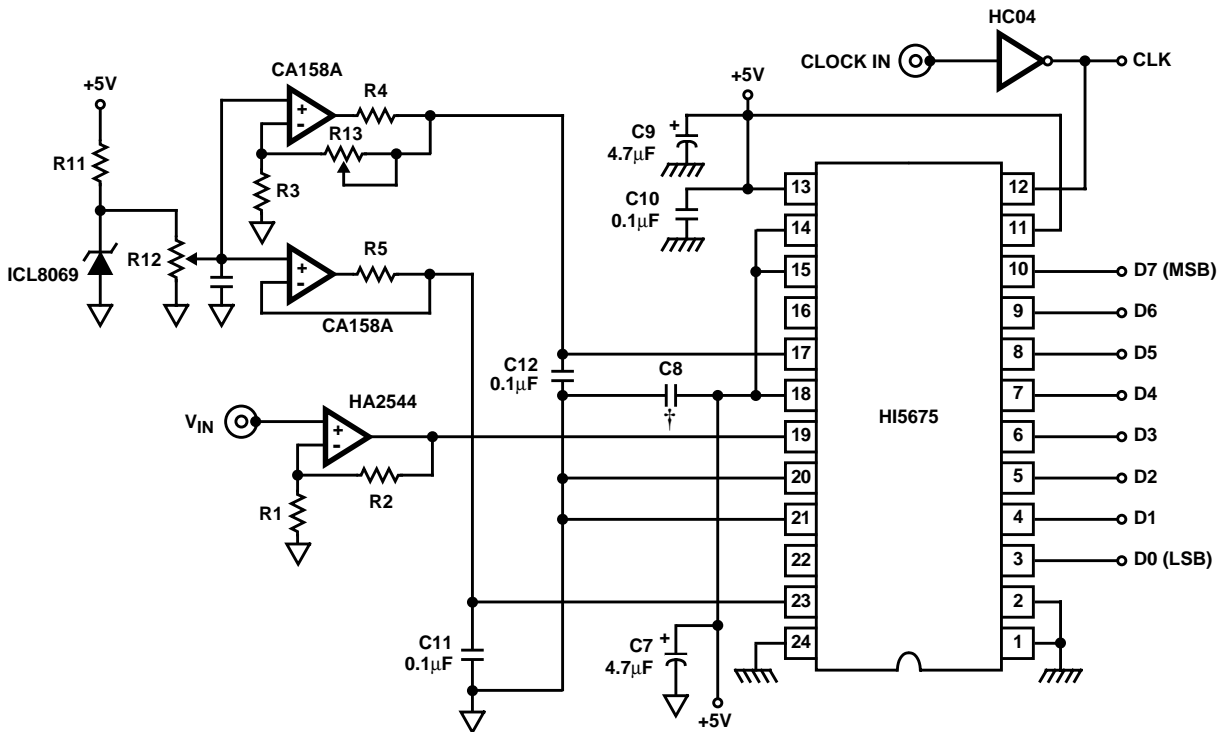 HC04
CLOCK IN
CLK
CA158A
+5V
+5V
R4
R13
R11
R3
C9
+
4.7µF
C10
0.1µF
+
-
ICL8069
R12
R5
+
-
CA158A
C12
0.1µF
C8
†
HA2544
VIN
+
-
R2
R1
C11
0.1µF
C7
+
4.7µF
+5V
HI5675
13
14
15
16
17
18
19
20
21
22
23
24
12
11
10 D7 (MSB)
9 D6
8 D5
7 D4
6 D3
5 D2
4 D1
3 D0 (LSB)
2
1